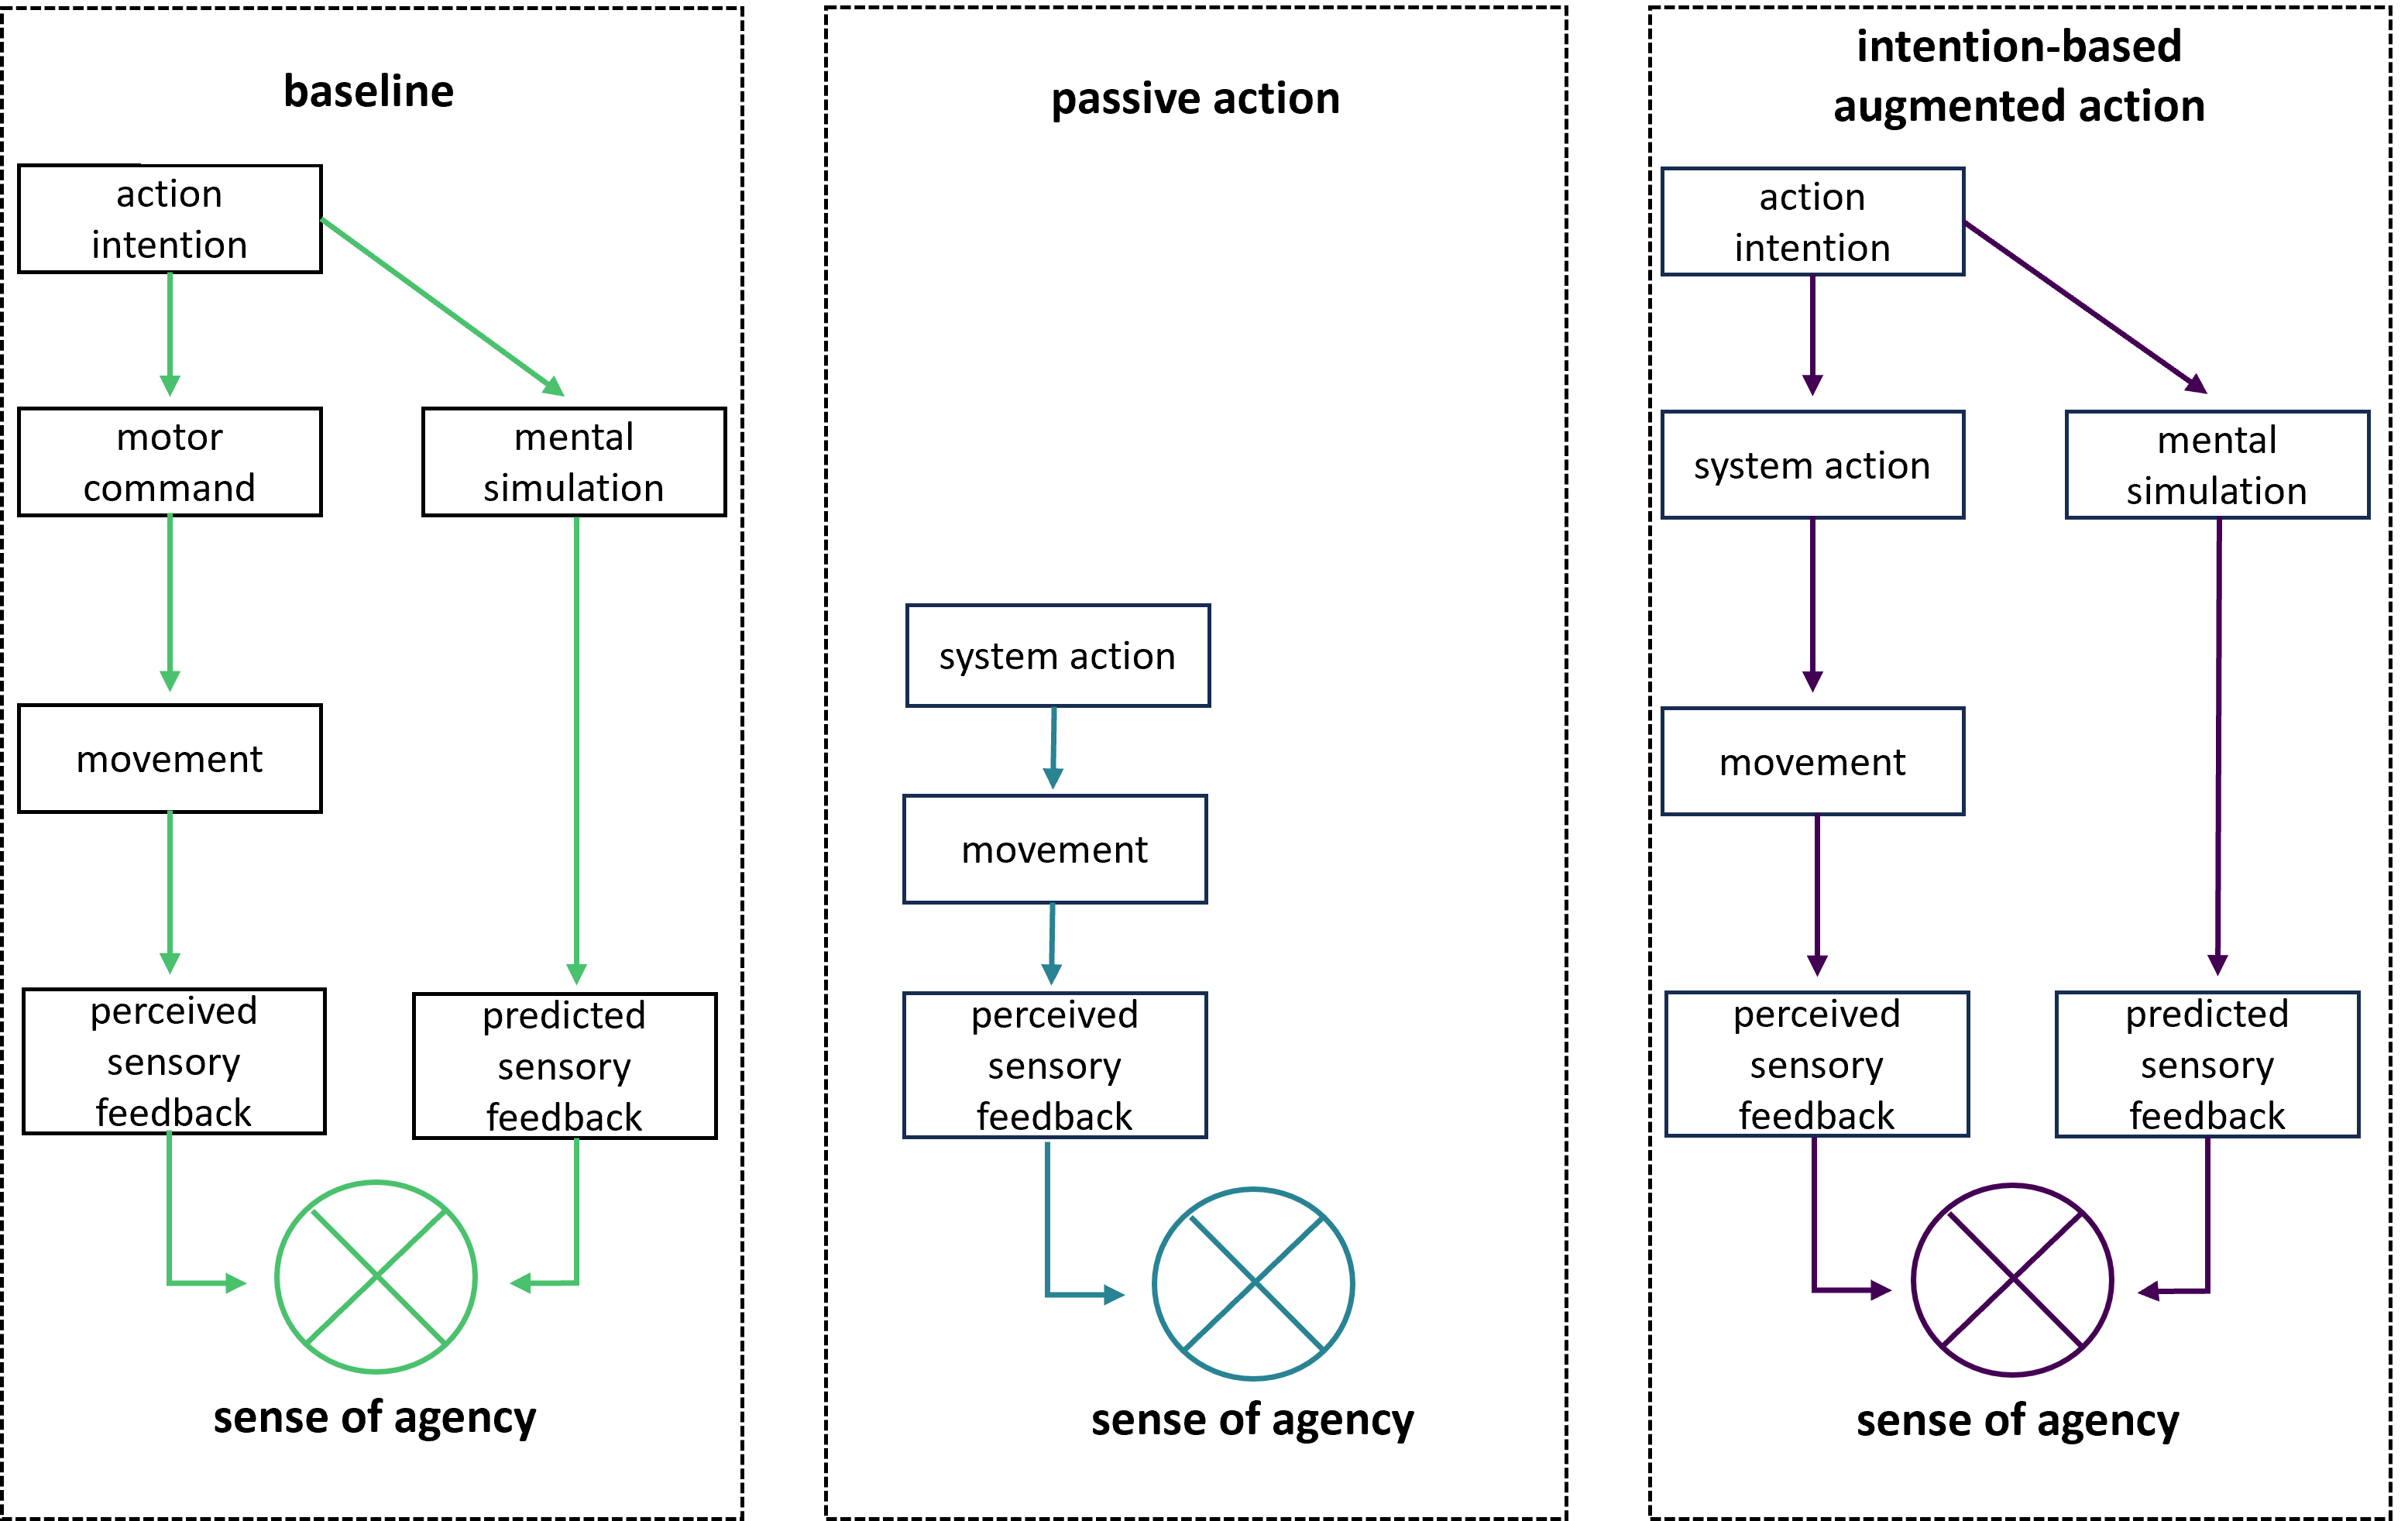 baseline
action
intention
motor
command
mental
simulation
movement
perceived
sensory
feedback
predicted
sensory
feedback
sense of agency
passive action
system action
movement
perceived
sensory
feedback
sense of agency
intention-based
augmented action
action
intention
system action
mental
simulation
movement
perceived
sensory
feedback
predicted
sensory
feedback
sense of agency